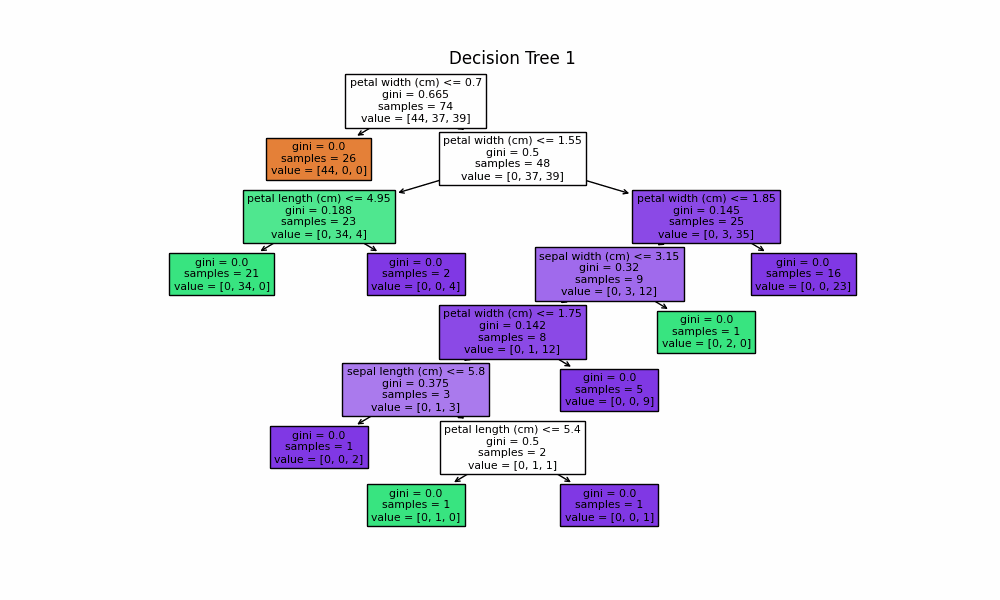 Decision Tree 1
petal width (cm) <= 0.7
gini = 0.665
samples = 74
value = [44, 37, 39]
gini = 0.0
samples = 26
value = [44, 0, 0]
petal width (cm) <= 1.55
gini = 0.5
samples = 48
value = [0, 37, 39]
petal length (cm) <= 4.95
gini = 0.188
samples = 23
value = [0, 34, 4]
petal width (cm) <= 1.85
gini = 0.145
samples = 25
value = [0, 3, 35]
gini = 0.0
samples = 21
value = [0, 34, 0]
gini = 0.0
samples = 2
value = [0, 0, 4]
sepal width (cm) <= 3.15
gini = 0.32
samples = 9
value = [0, 3, 12]
gini = 0.0
samples = 16
value = [0, 0, 23]
petal width (cm) <= 1.75
gini = 0.142
samples = 8
value = [0, 1, 12]
gini = 0.0
samples = 1
value = [0, 2, 0]
sepal length (cm) <= 5.8
gini = 0.375
samples = 3
value = [0, 1, 3]
gini = 0.0
samples = 5
value = [0, 0, 9]
gini = 0.0
samples = 1
value = [0, 0, 2]
petal length (cm) <= 5.4
gini = 0.5
samples = 2
value = [0, 1, 1]
gini = 0.0
samples = 1
value = [0, 1, 0]
gini = 0.0
samples = 1
value = [0, 0, 1]